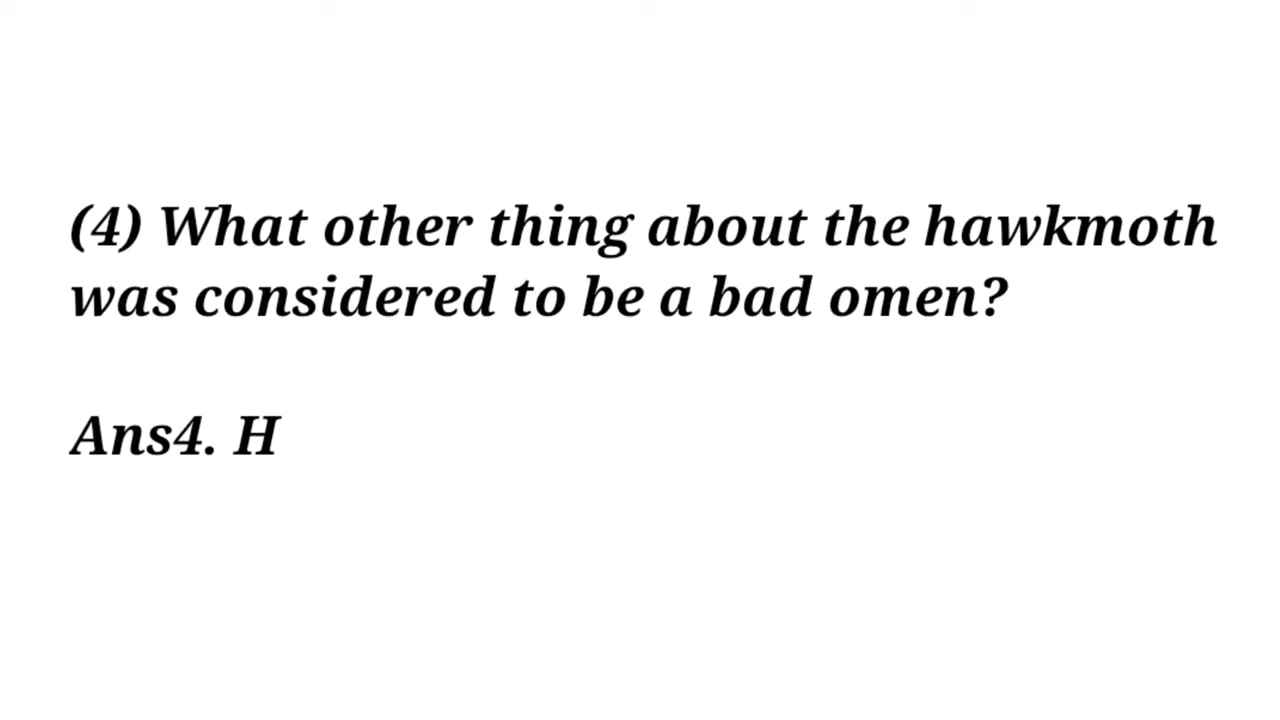 (4) What other thing about the hawkmoth
was considered to be a bad omen?
Ans4. H